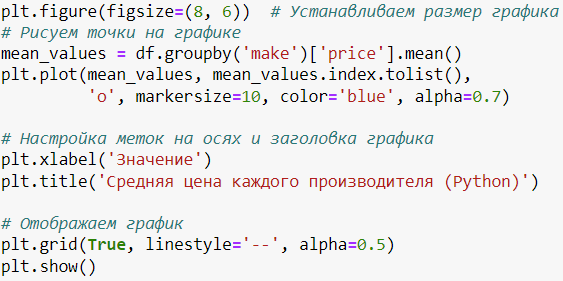 plt.figure(figsize=(8, 6))  # Устанавливаем размер графика
# Рисуем точки на графике
mean_values = df.groupby('make')['price'].mean()
plt.plot(mean_values, mean_values.index.tolist(),
         'o', markersize=10, color='blue', alpha=0.7)

# Настройка меток на осях и заголовка графика
plt.xlabel('Значение')
plt.title('Средняя цена каждого производителя (Python)')

# Отображаем график
plt.grid(True, linestyle='--', alpha=0.5)
plt.show()